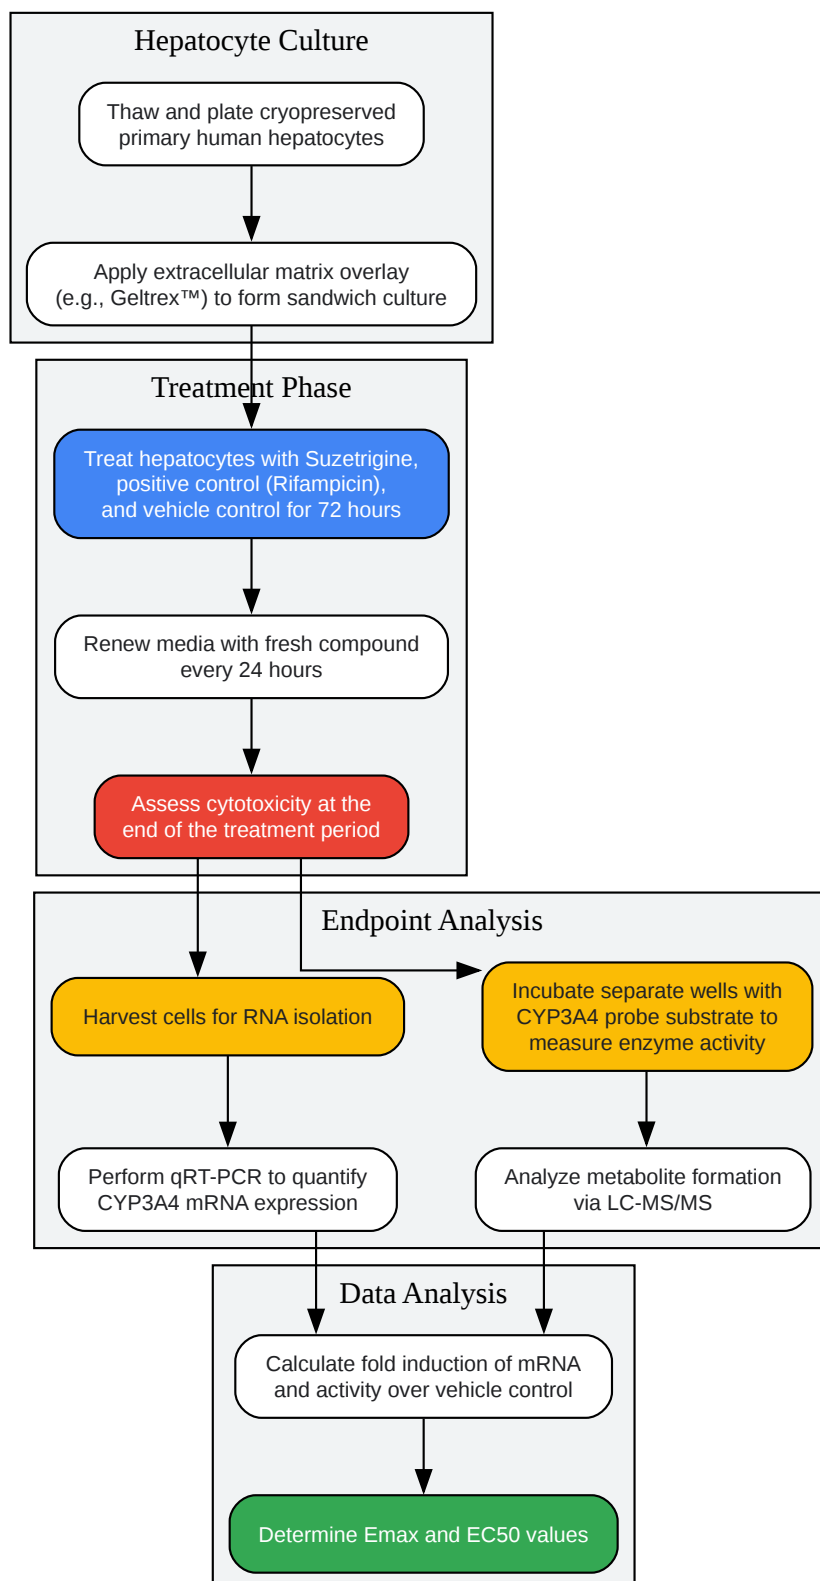 Hepatocyte Culture
Thaw and plate cryopreserved
primary human hepatocytes
Apply extracellular matrix overlay
(e.g., Geltrex™) to form sandwich culture
Treatment Phase
Treat hepatocytes with Suzetrigine,
positive control (Rifampicin),
and vehicle control for 72 hours
Renew media with fresh compound
every 24 hours
Assess cytotoxicity at the
end of the treatment period
Endpoint Analysis
Harvest cells for RNA isolation
Incubate separate wells with
CYP3A4 probe substrate to
measure enzyme activity
Perform qRT-PCR to quantify
CYP3A4 mRNA expression
Analyze metabolite formation
via LC-MS/MS
Data Analysis
Calculate fold induction of mRNA
and activity over vehicle control
Determine Emax and EC50 values